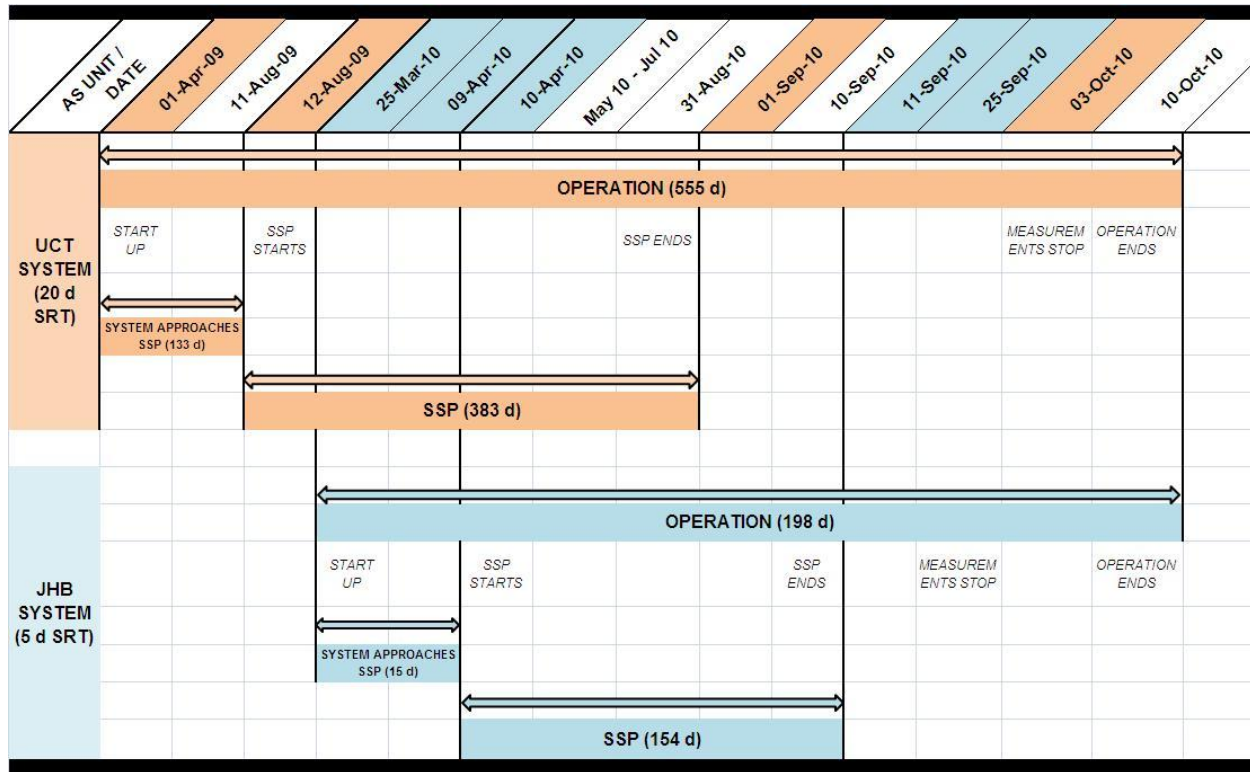 AS UNIT /
DATE
01-Apr-09
11-Aug-09
12-Aug-09
25-Mar-10
09-Apr-10
10-Apr-10
May 10 - Jul 10
31-Aug-10
01-Sep-10
10-Sep-10
11-Sep-10
25-Sep-10
03-Oct-10
10-Oct-10
UCT
SYSTEM
(20 d
SRT)
OPERATION (555 d)
START
UP
SSP
STARTS
SSP ENDS
MEASUREM
ENTS STOP
OPERATION
ENDS
SYSTEM APPROACHES
SSP (133 d)
SSP (383 d)
JHB
SYSTEM
(5 d SRT)
OPERATION (198 d)
START
UP
SSP
STARTS
SSP
ENDS
MEASUREM
ENTS STOP
OPERATION
ENDS
SYSTEM APPROACHES
SSP (15 d)
SSP (154 d)